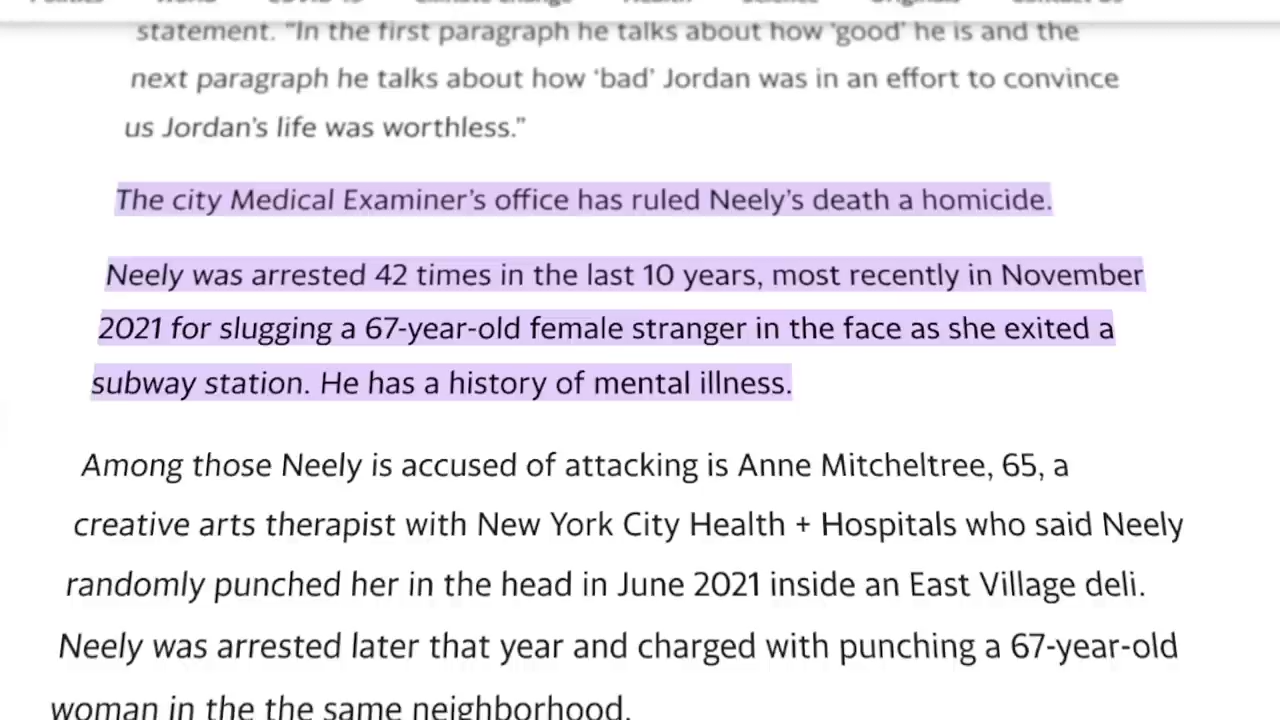 statement. "In the first paragraph he talks about how 'good' he is and the
next paragraph he talks about how 'bad' Jordan was in an effort to convince
us Jordan's life was worthless."
The city Medical Examiner's office has ruled Neely's death a homicide.
Neely was arrested 42 times in the last 10 years, most recently in November
2021 for slugging a 67-year-old female stranger in the face as she exited a
subway station. He has a history of mental illness.
Among those Neely is accused of attacking is Anne Mitcheltree, 65, a
creative arts therapist with New York City Health + Hospitals who said Neely
randomly punched her in the head in June 2021 inside an East Village deli.
Neely was arrested later that year and charged with punching a 67-year-old
woman in the the same neighborhood.